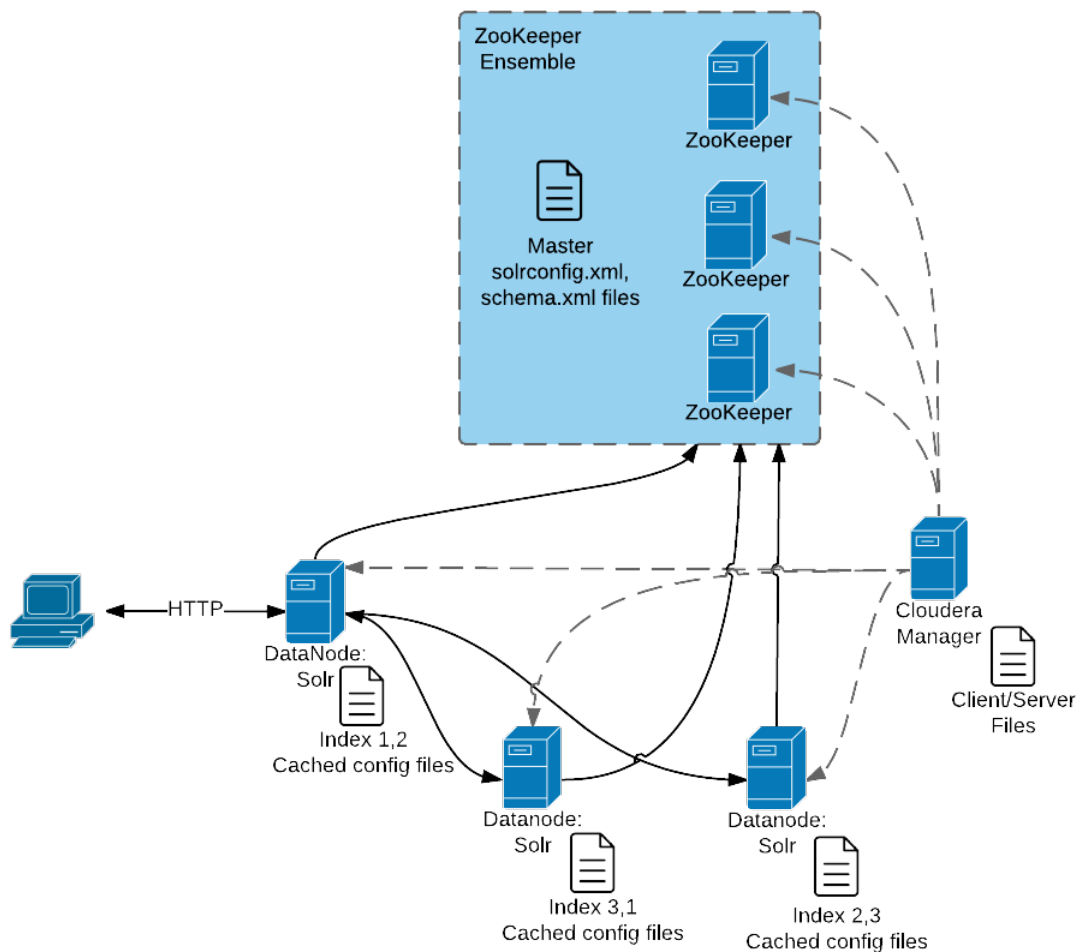 ZooKeeper
Ensemble
ZooKeeper
Master
solrconfig.xml,
schema.xml files
ZooKeeper
ZooKeeper
HTTP
DataNode:
Solr
Index 1,2
Cached config files
Cloudera
Manager
Client/Server
Files
Datanode:
Solr
Index 3,1
Cached config files
Datanode:
Solr
Index 2,3
Cached config files